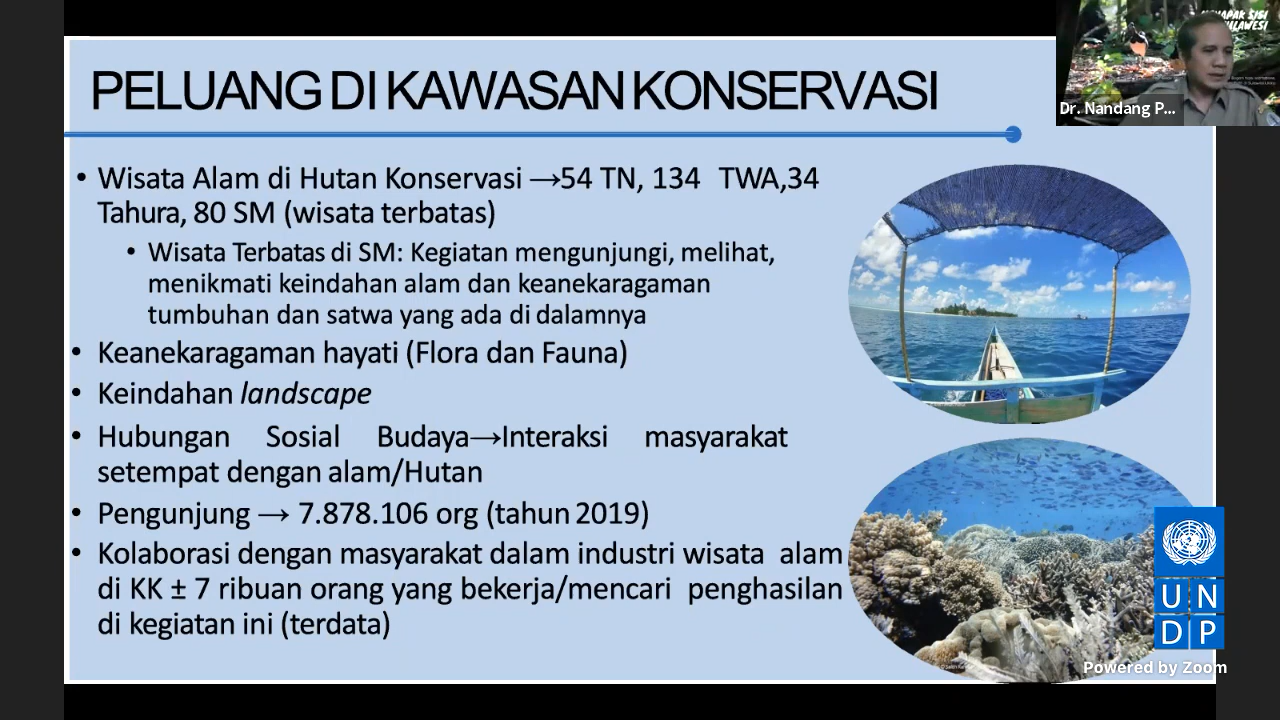 PELUANG DI KAWASAN KONSERVASI
• Wisata Alam di Hutan Konservasi →54 TN, 134 TWA,34
Tahura, 80 SM (wisata terbatas)
• Wisata Terbatas di SM: Kegiatan mengunjungi, melihat,
menikmati keindahan alam dan keanekaragaman
tumbuhan dan satwa yang ada di dalamnya
• Keanekaragaman hayati (Flora dan Fauna)
• Keindahan landscape
• Hubungan Sosial Budaya→Interaksi masyarakat
setempat dengan alam/Hutan
• Pengunjung → 7.878.106 org (tahun 2019)
• Kolaborasi dengan masyarakat dalam industri wisata alam
di KK ± 7 ribuan orang yang bekerja/mencari penghasilan
di kegiatan ini (terdata)
Dr. Nandang P...
U N
D P
Powered by Zoom